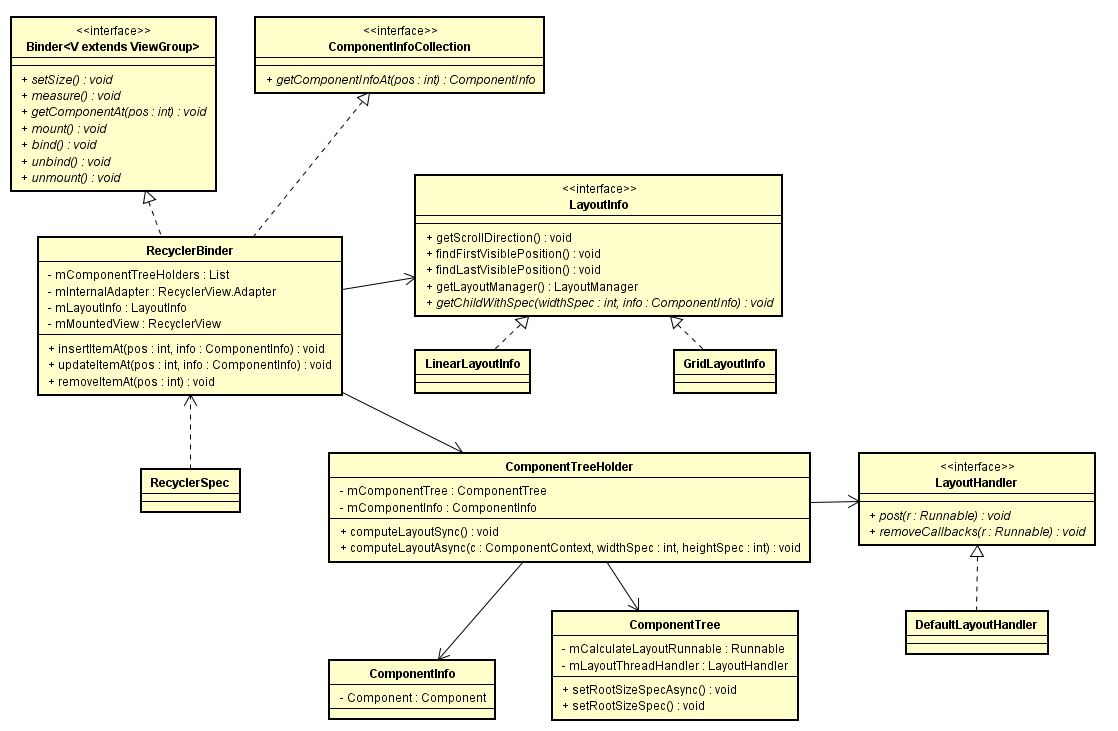 <<interface>>
Binder<V extends ViewGroup>
+ setSize() : void
+ measure() : void
+ getComponentAt(pos : int) : void
+ mount() : void
+ bind() : void
+ unbind() : void
+ unmount() : void
<<interface>>
ComponentInfoCollection
+ getComponentInfoAt(pos : int) : ComponentInfo
<<interface>>
LayoutInfo
+ getScrollDirection() : void
+ findFirstVisiblePosition() : void
+ findLastVisiblePosition() : void
+ getLayoutManager() : LayoutManager
+ getChildWithSpec(widthSpec : int, info : ComponentInfo) : void
RecyclerBinder
- mComponentTreeHolders : List
- mInternalAdapter : RecyclerView.Adapter
- mLayoutInfo : LayoutInfo
- mMountedView : RecyclerView
+ insertItemAt(pos : int, info : ComponentInfo) : void
+ updateItemAt(pos : int, info : ComponentInfo) : void
+ removeItemAt(pos : int) : void
LinearLayoutInfo
GridLayoutInfo
RecyclerSpec
ComponentTreeHolder
- mComponentTree : ComponentTree
- mComponentInfo : ComponentInfo
+ computeLayoutSync() : void
+ computeLayoutAsync(c : ComponentContext, widthSpec : int, heightSpec : int) : void
<<interface>>
LayoutHandler
+ post(r : Runnable) : void
+ removeCallbacks(r : Runnable) : void
DefaultLayoutHandler
ComponentTree
- mCalculateLayoutRunnable : Runnable
- mLayoutThreadHandler : LayoutHandler
+ setRootSizeSpecAsync() : void
+ setRootSizeSpec() : void
ComponentInfo
- Component : Component